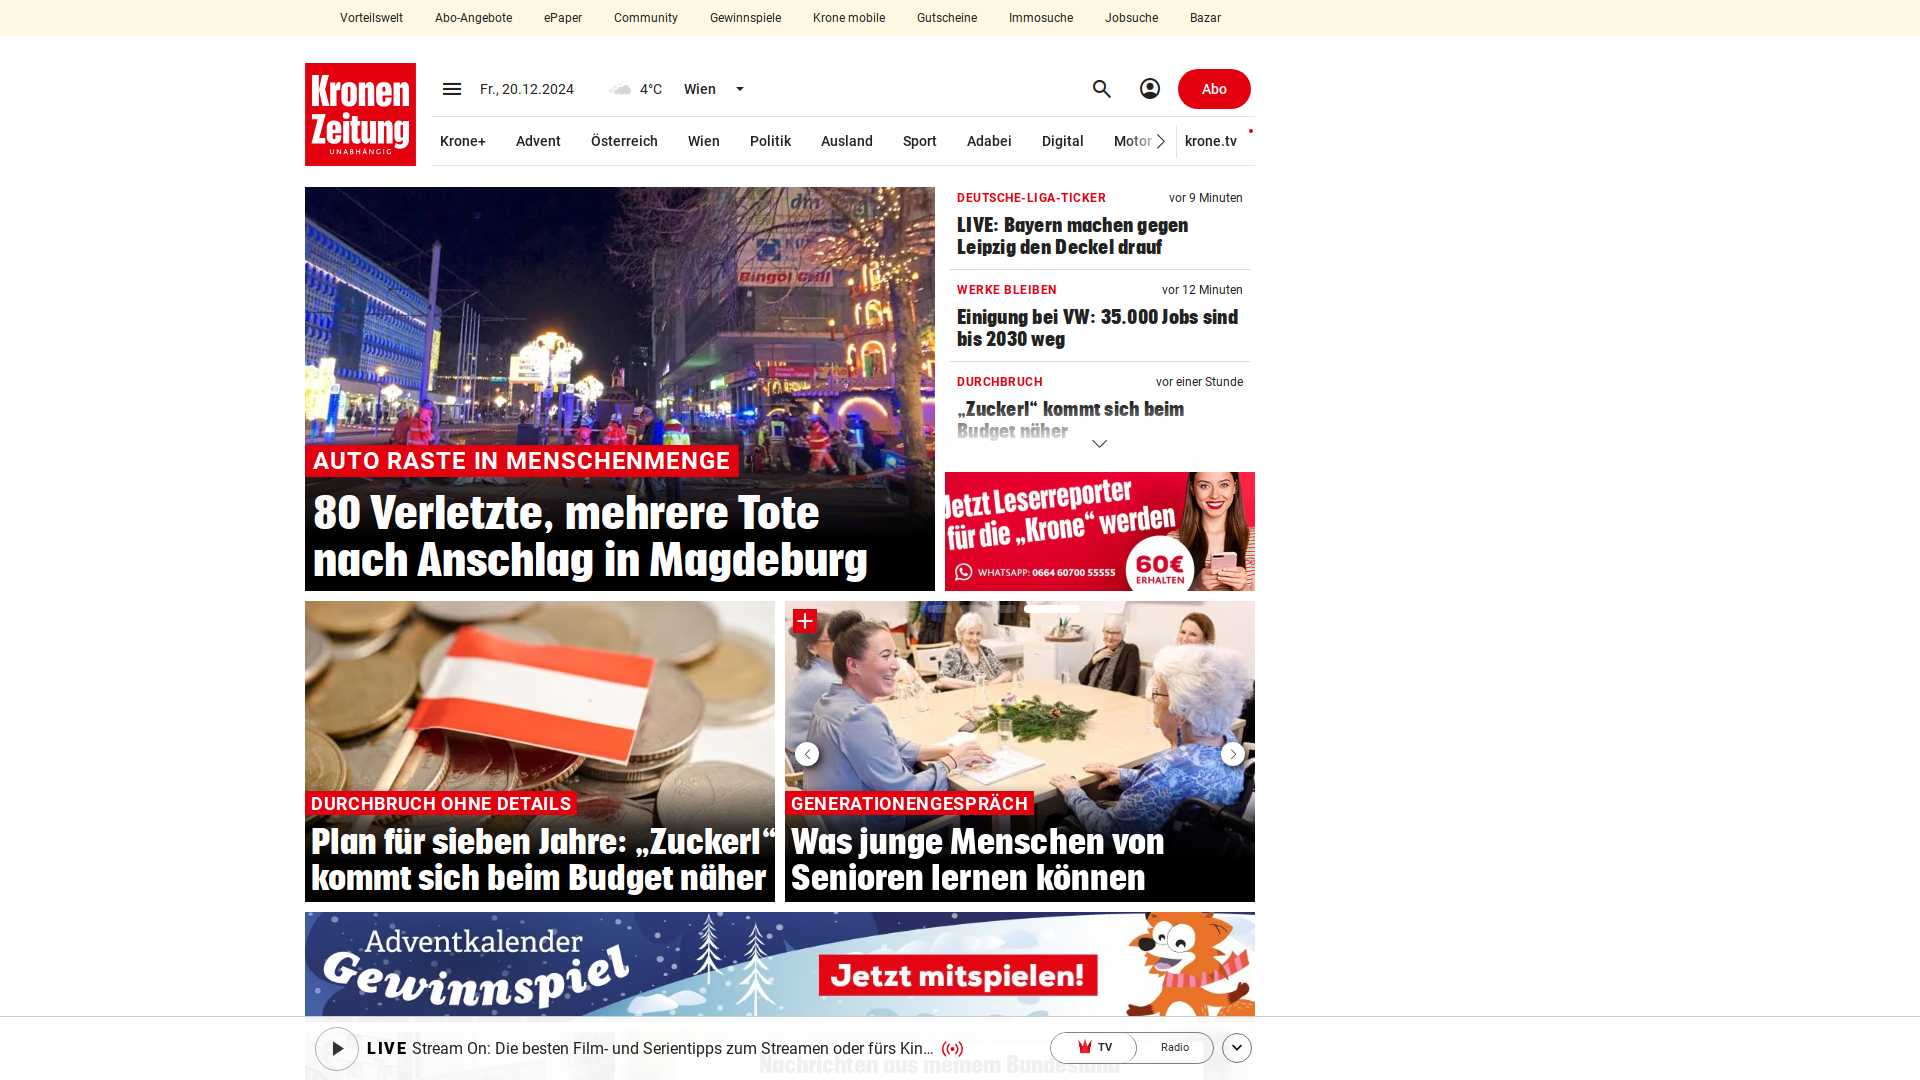 Vorteilswelt Abo-Angebote ePaper Community Gewinnspiele Krone mobile Gutscheine Immosuche Jobsuche Bazar
Kronen
Zeitung
UNABHÄNGIG
Fr., 20.12.2024 4°C Wien Abo
Krone+ Advent Österreich Wien Politik Ausland Sport Adabei Digital Motor krone.tv
dm
Bingöl Grill
AUTO RASTE IN MENSCHENMENGE
80 Verletzte, mehrere Tote
nach Anschlag in Magdeburg
DEUTSCHE-LIGA-TICKER vor 9 Minuten
LIVE: Bayern machen gegen
Leipzig den Deckel drauf
WERKE BLEIBEN vor 12 Minuten
Einigung bei VW: 35.000 Jobs sind
bis 2030 weg
DURCHBRUCH vor einer Stunde
„Zuckerl“ kommt sich beim
Budget näher
Jetzt Leserreporter
für die „Krone“ werden
WHATSAPP: 0664 60700 55555
60€
ERHALTEN
DURCHBRUCH OHNE DETAILS
Plan für sieben Jahre: „Zuckerl“
kommt sich beim Budget näher
GENERATIONENGESPRÄCH
Was junge Menschen von
Senioren lernen können
Adventkalender
Gewinnspiel
Jetzt mitspielen!
LIVE Stream On: Die besten Film- und Serientipps zum Streamen oder fürs Kin... TV Radio
Nachrichten aus meinem Bundesland